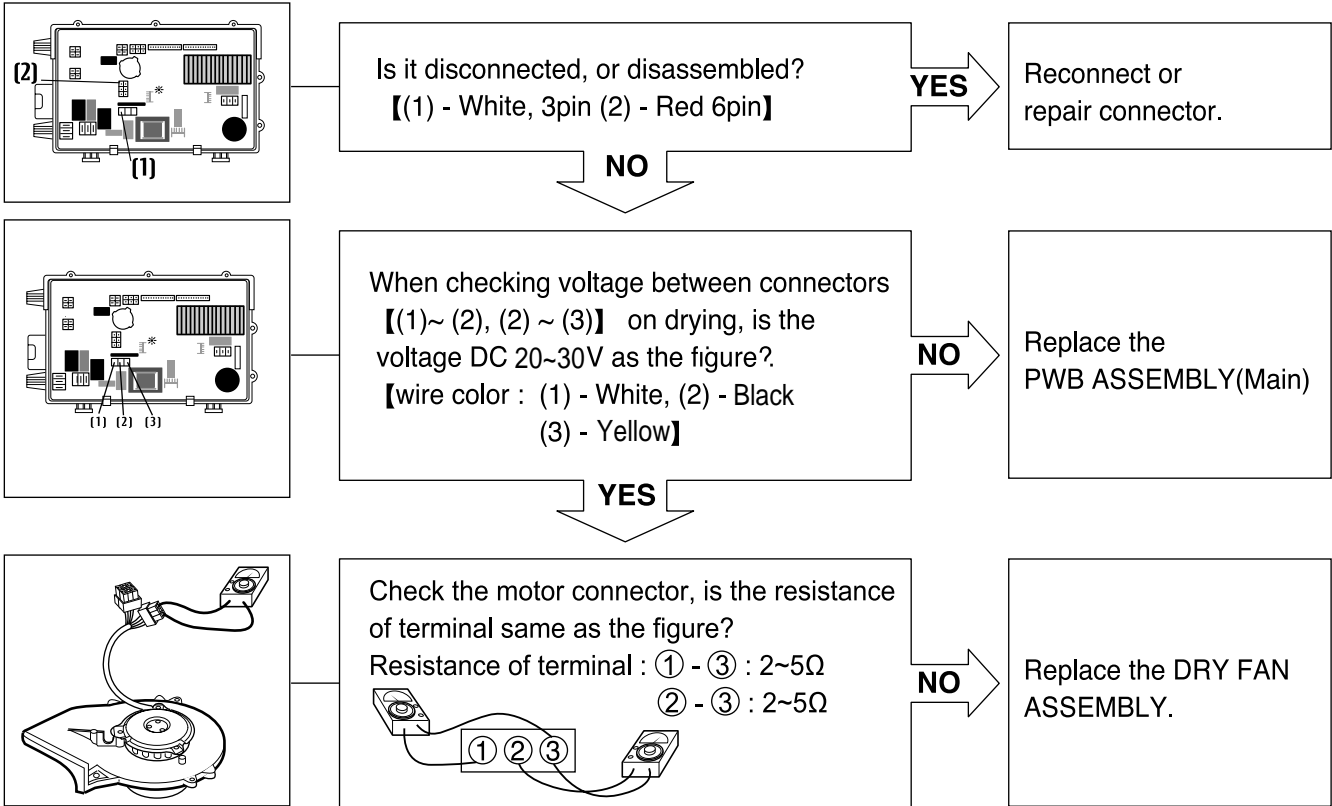 (2)
(1)
Is it disconnected, or disassembled?
【(1) - White, 3pin (2) - Red 6pin】
YES
Reconnect or
repair connector.
NO
(1) (2) (3)
When checking voltage between connectors
【(1)~ (2), (2) ~ (3)】 on drying, is the
voltage DC 20~30V as the figure?
【wire color : (1) - White, (2) - Black
(3) - Yellow】
NO
Replace the
PWB ASSEMBLY(Main)
YES
Check the motor connector, is the resistance
of terminal same as the figure?
Resistance of terminal : ① - ③ : 2~5Ω
② - ③ : 2~5Ω
① ② ③
NO
Replace the DRY FAN
ASSEMBLY.